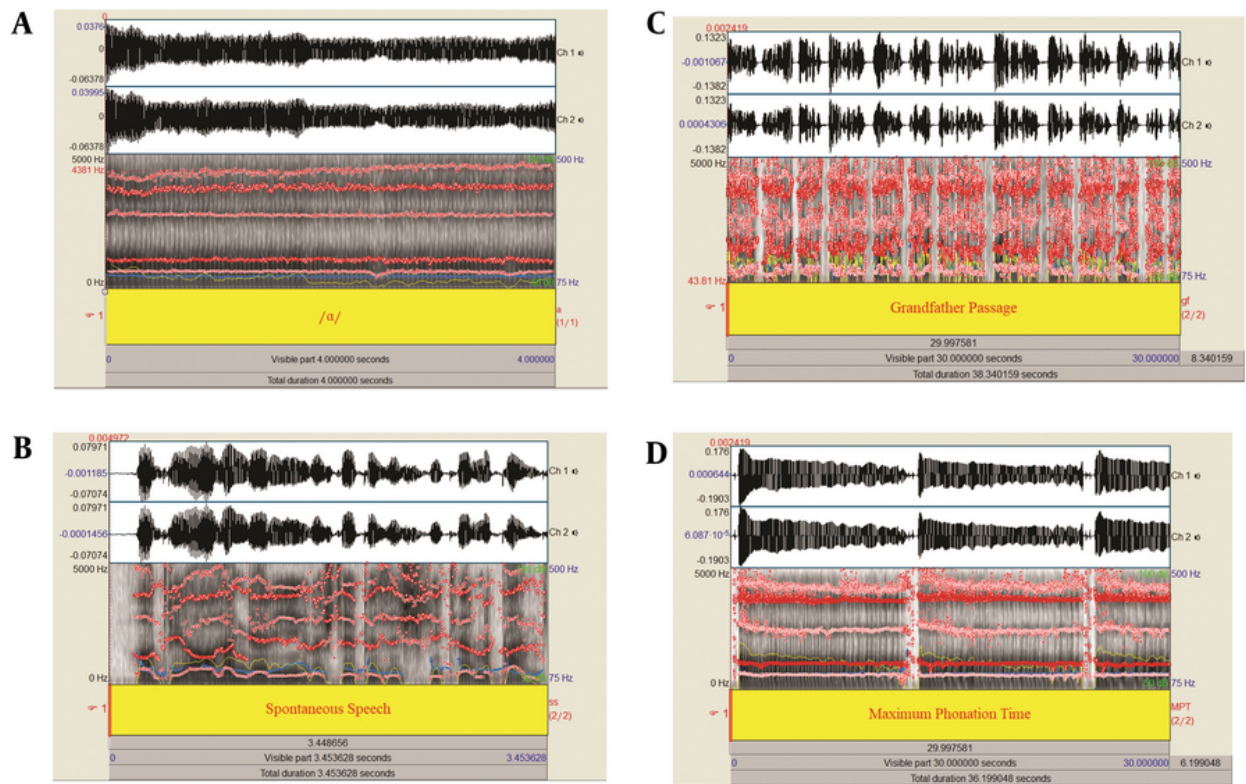 A
0.0376
0
-0.06378
Ch 1
0.03995
0
-0.06378
Ch 2
5000 Hz
500 Hz
4381 Hz
0 Hz
75 Hz
1
/ɑ/
a
(1/1)
0
Visible part 4.000000 seconds
4.000000
Total duration 4.000000 seconds
B
0.004972
0.07971
-0.001185
-0.07074
Ch 1
0.07971
-0.0001456
-0.07074
Ch 2
5000 Hz
500 Hz
0 Hz
75 Hz
1
Spontaneous Speech
ss
(2/2)
3.448656
0
Visible part 3.453628 seconds
3.453628
Total duration 3.453628 seconds
C
0.002419
0.1323
-0.001067
-0.1382
Ch 1
0.1323
0.0004306
-0.1382
Ch 2
5000 Hz
500 Hz
43.81 Hz
75 Hz
1
Grandfather Passage
gf
(2/2)
29.997581
0
Visible part 30.000000 seconds
30.000000
8.340159
Total duration 38.340159 seconds
D
0.002419
0.176
0.000644
-0.1903
Ch 1
0.176
6.087·10-5
-0.1903
Ch 2
5000 Hz
500 Hz
0 Hz
75 Hz
1
Maximum Phonation Time
MPT
(2/2)
29.997581
0
Visible part 30.000000 seconds
30.000000
6.199048
Total duration 36.199048 seconds